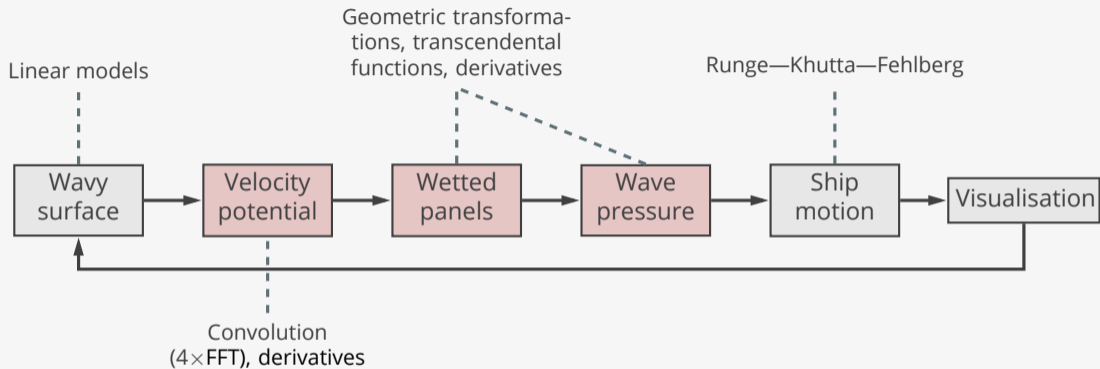 Geometric transforma-
tions, transcendental
functions, derivatives
Linear models
Runge—Khutta—Fehlberg
Wavy
surface
Velocity
potential
Wetted
panels
Wave
pressure
Ship
motion
Visualisation
Convolution
(4×FFT), derivatives